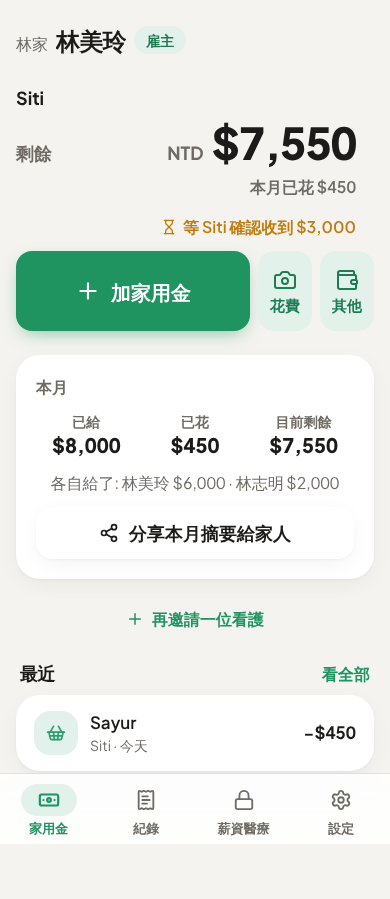 林家 林美玲 雇主
Siti
剩餘 NTD $7,550
本月已花 $450
等 Siti 確認收到 $3,000
加家用金
花費
其他
本月
已給 已花 目前剩餘
$8,000 $450 $7,550
各自給了: 林美玲 $6,000 · 林志明 $2,000
分享本月摘要給家人
再邀請一位看護
最近 看全部
Sayur
Siti · 今天
−$450
家用金 紀錄 薪資醫療 設定